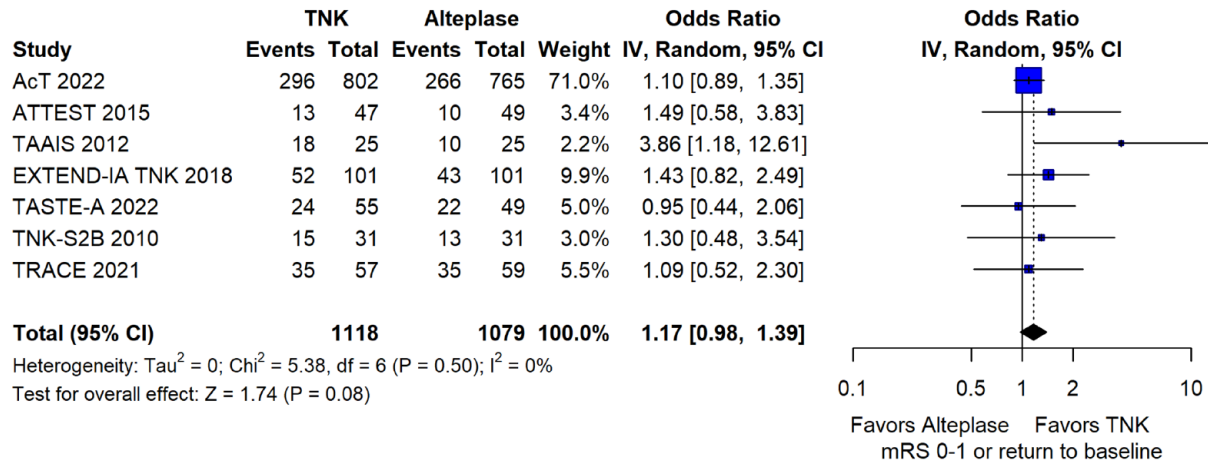 TNK Alteplase Odds Ratio Odds Ratio
Study Events Total Events Total Weight IV, Random, 95% CI IV, Random, 95% CI
AcT 2022 296 802 266 765 71.0% 1.10 [0.89, 1.35]
ATTEST 2015 13 47 10 49 3.4% 1.49 [0.58, 3.83]
TAAIS 2012 18 25 10 25 2.2% 3.86 [1.18, 12.61]
EXTEND-IA TNK 2018 52 101 43 101 9.9% 1.43 [0.82, 2.49]
TASTE-A 2022 24 55 22 49 5.0% 0.95 [0.44, 2.06]
TNK-S2B 2010 15 31 13 31 3.0% 1.30 [0.48, 3.54]
TRACE 2021 35 57 35 59 5.5% 1.09 [0.52, 2.30]
Total (95% CI) 1118 1079 100.0% 1.17 [0.98, 1.39]
Heterogeneity: Tau² = 0; Chi² = 5.38, df = 6 (P = 0.50); I² = 0%
Test for overall effect: Z = 1.74 (P = 0.08)
0.1 0.5 1 2 10
Favors Alteplase Favors TNK
mRS 0-1 or return to baseline